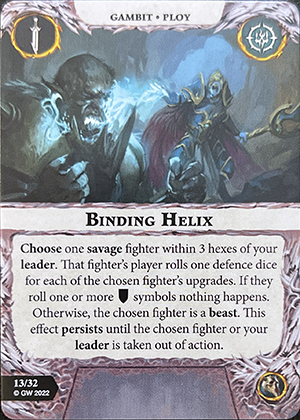 GAMBIT • PLOY
BINDING HELIX
Choose one savage fighter within 3 hexes of your
leader. That fighter's player rolls one defence dice
for each of the chosen fighter's upgrades. If they
roll one or more symbols nothing happens.
Otherwise, the chosen fighter is a beast. This
effect persists until the chosen fighter or your
leader is taken out of action.
13/32
© GW 2022